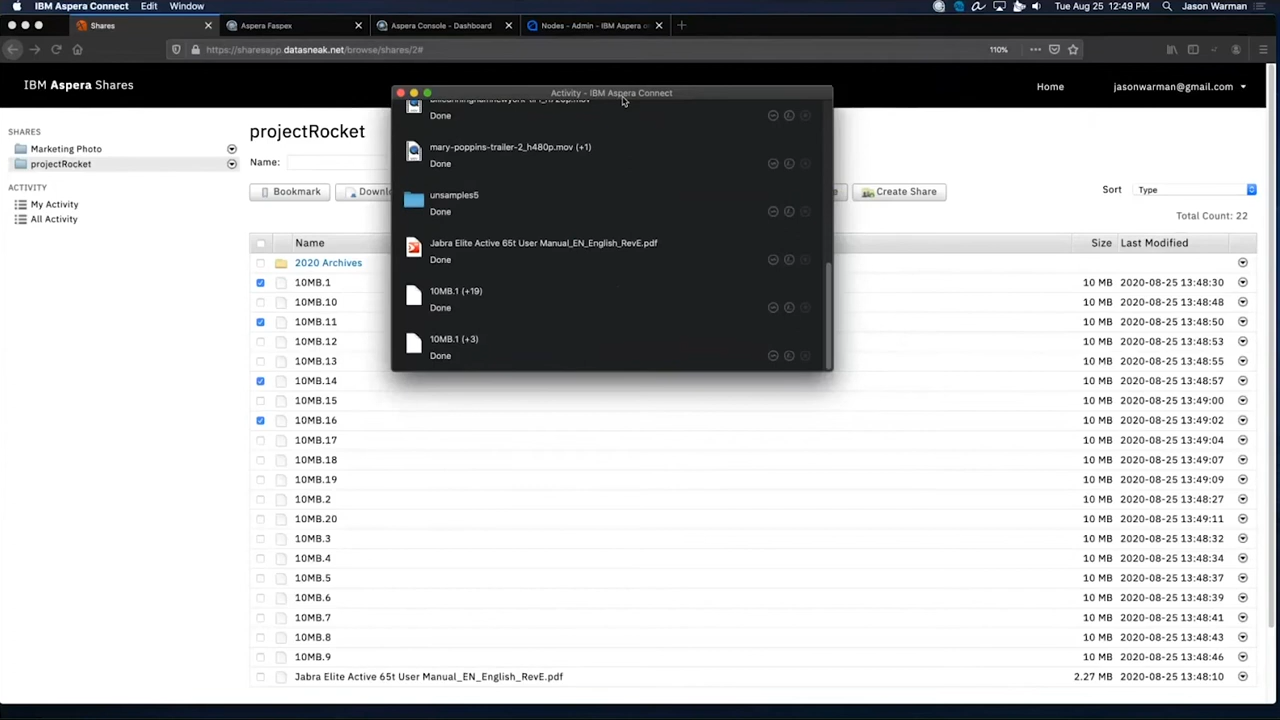 IBM Aspera Connect Edit Window
Tue Aug 25 12:49 PM Jason Warman
Shares
Aspera Faspex
Aspera Console - Dashboard
Nodes - Admin - IBM Aspera o
https://sharesapp.datasneak.net/browse/shares/2#
110%
IBM Aspera Shares
Home
jasonwarman@gmail.com
SHARES
Marketing Photo
projectRocket
ACTIVITY
My Activity
All Activity
projectRocket
Name:
Bookmark
Downlo
Create Share
Sort
Type
Total Count: 22
Activity - IBM Aspera Connect
Done
mary-poppins-trailer-2_h480p.mov (+1)
Done
unsamples5
Done
Jabra Elite Active 65t User Manual_EN_English_RevE.pdf
Done
10MB.1 (+19)
Done
10MB.1 (+3)
Done
Name Size Last Modified
2020 Archives
10MB.1 10 MB 2020-08-25 13:48:30
10MB.10 10 MB 2020-08-25 13:48:48
10MB.11 10 MB 2020-08-25 13:48:50
10MB.12 10 MB 2020-08-25 13:48:53
10MB.13 10 MB 2020-08-25 13:48:55
10MB.14 10 MB 2020-08-25 13:48:57
10MB.15 10 MB 2020-08-25 13:49:00
10MB.16 10 MB 2020-08-25 13:49:02
10MB.17 10 MB 2020-08-25 13:49:04
10MB.18 10 MB 2020-08-25 13:49:07
10MB.19 10 MB 2020-08-25 13:49:09
10MB.2 10 MB 2020-08-25 13:48:27
10MB.20 10 MB 2020-08-25 13:49:11
10MB.3 10 MB 2020-08-25 13:48:32
10MB.4 10 MB 2020-08-25 13:48:34
10MB.5 10 MB 2020-08-25 13:48:37
10MB.6 10 MB 2020-08-25 13:48:39
10MB.7 10 MB 2020-08-25 13:48:41
10MB.8 10 MB 2020-08-25 13:48:43
10MB.9 10 MB 2020-08-25 13:48:46
Jabra Elite Active 65t User Manual_EN_English_RevE.pdf 2.27 MB 2020-08-25 13:48:10